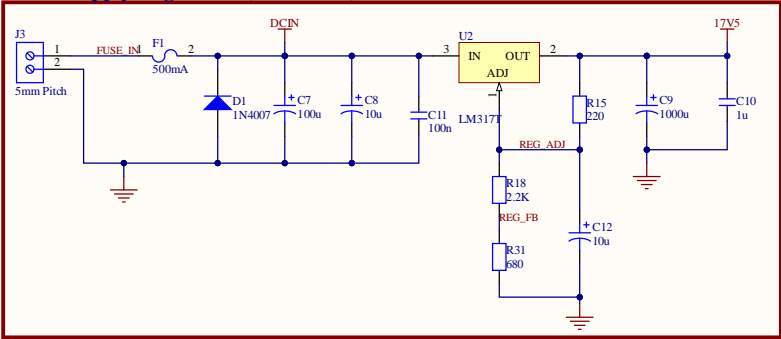 J3
1
2
5mm Pitch
FUSE_IN
1
F1
2
500mA
DCIN
D1
1N4007
C7
100u
C8
10u
C11
100n
U2
3
IN
OUT
2
ADJ
1
LM317T
R15
220
REG_ADJ
R18
2.2K
REG_FB
R31
680
C12
10u
C9
1000u
17V5
C10
1u